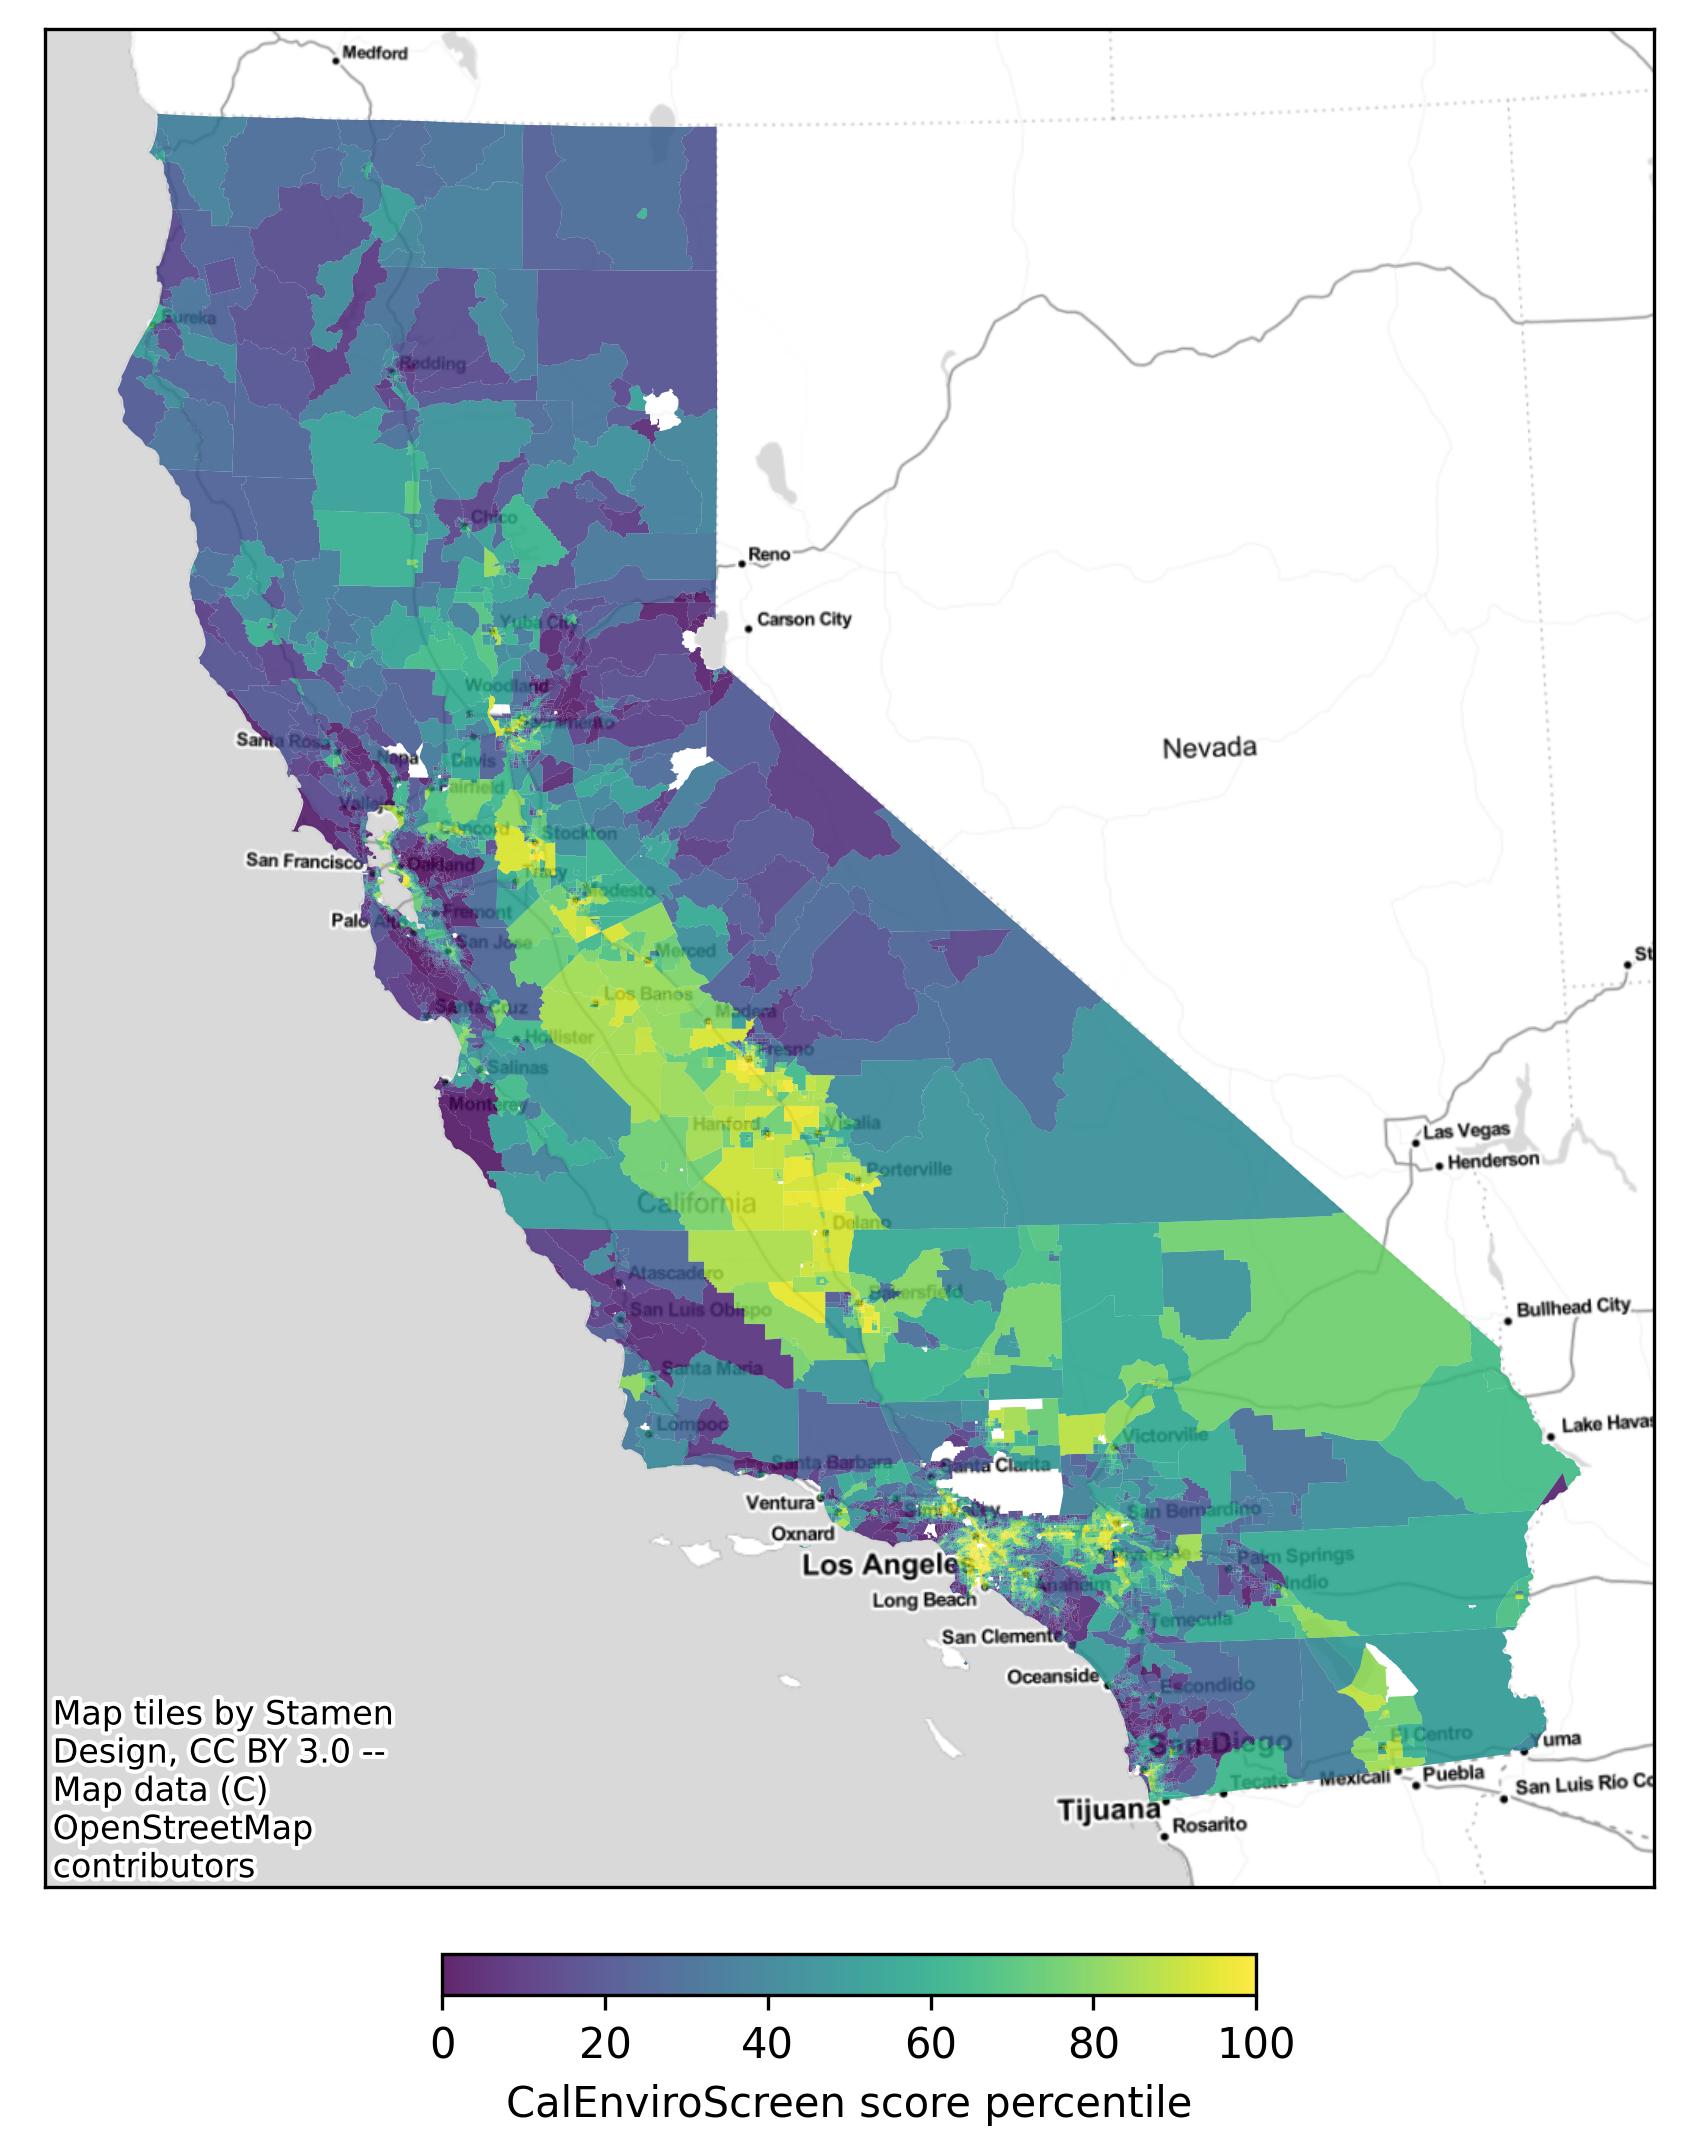 Medford
Eureka
Redding
Chico
Reno
Yuba City
Carson City
Woodland
Sacramento
Santa Rosa
Napa
Davis
Fairfield
Nevada
Vallejo
Concord
Stockton
San Francisco
Oakland
Tracy
Modesto
Palo Alto
Fremont
San Jose
Merced
St
Los Banos
Santa Cruz
Madera
Hollister
Fresno
Salinas
Monterey
Hanford
Visalia
Las Vegas
Henderson
Porterville
California
Delano
Atascadero
Bakersfield
San Luis Obispo
Bullhead City
Santa Maria
Lompoc
Lake Havas
Victorville
Santa Barbara
Santa Clarita
Ventura
Simi Valley
San Bernardino
Oxnard
Los Angeles
Riverside
Palm Springs
Anaheim
Indio
Long Beach
Temecula
San Clemente
Oceanside
Escondido
San Diego
El Centro
Yuma
Tecate
Mexicali
Puebla
San Luis Río Co
Tijuana
Rosarito
Map tiles by Stamen
Design, CC BY 3.0 --
Map data (C)
OpenStreetMap
contributors
0 20 40 60 80 100
CalEnviroScreen score percentile